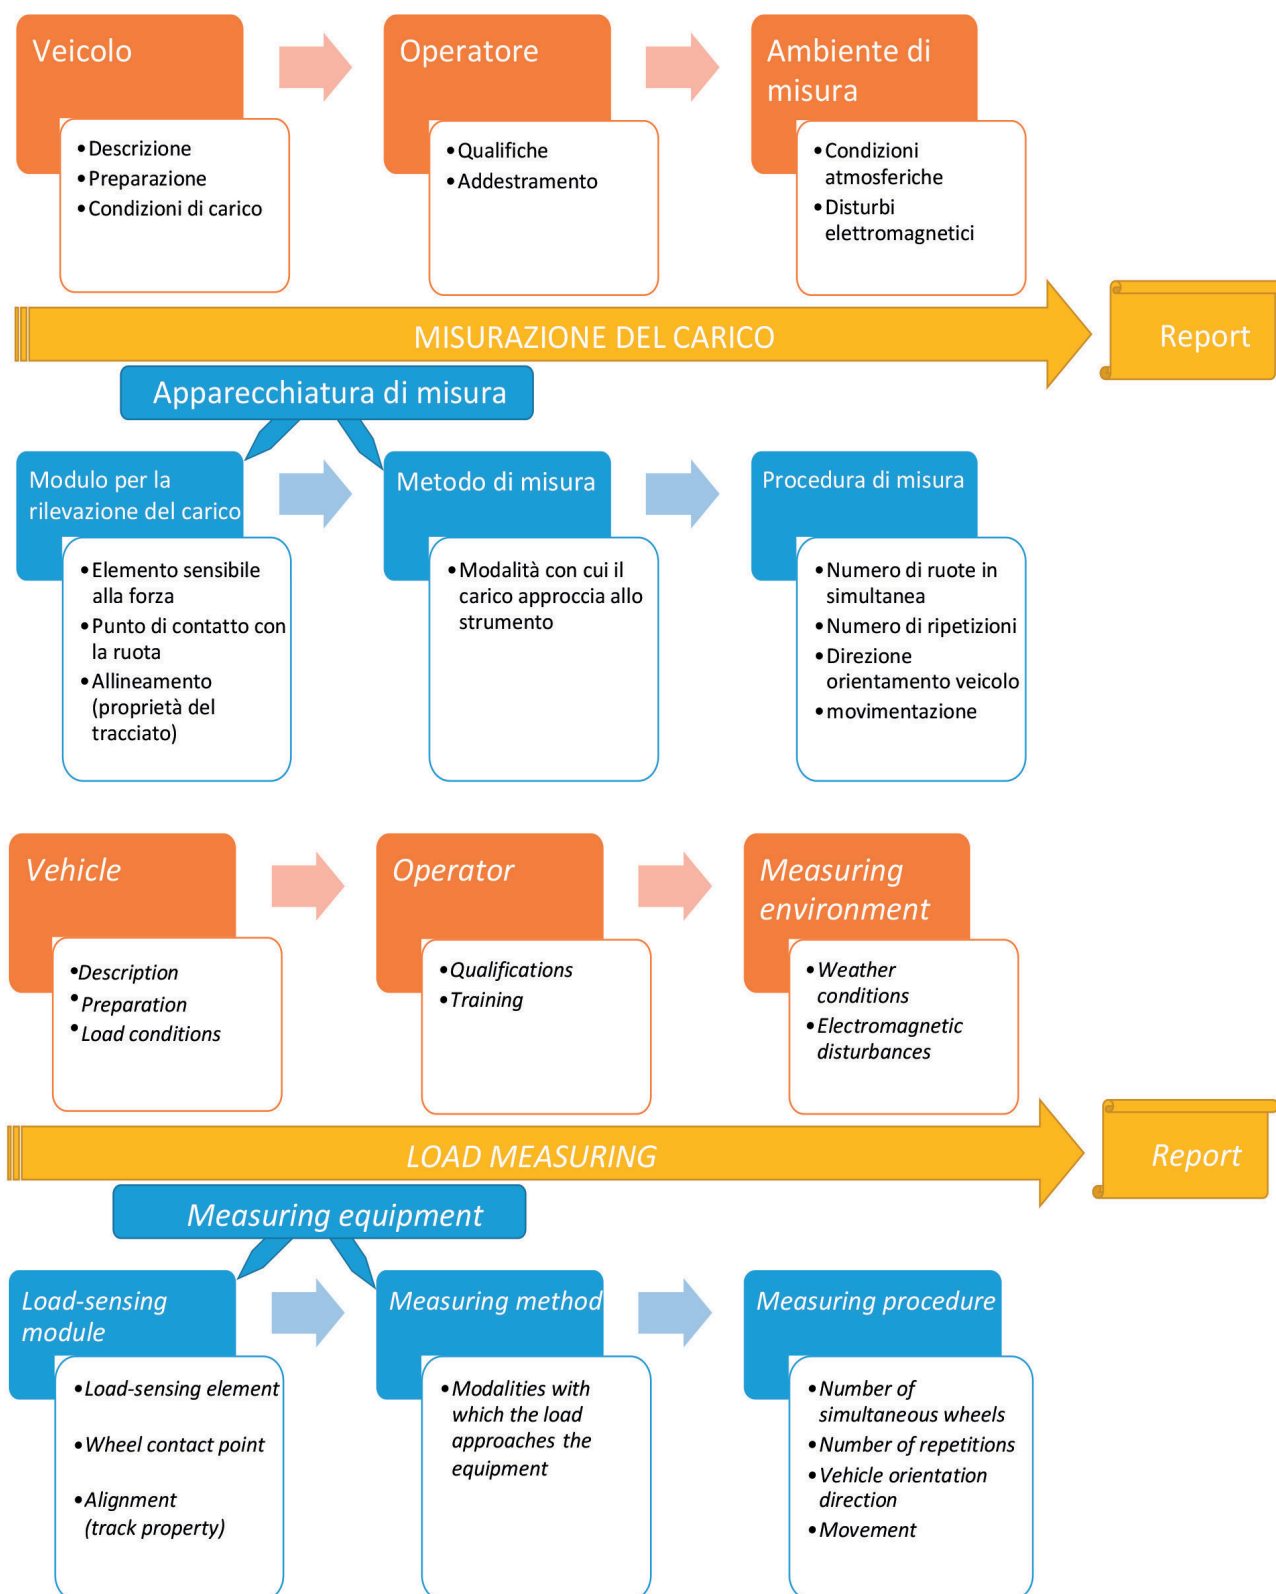 Veicolo
• Descrizione
• Preparazione
• Condizioni di carico
Operatore
• Qualifiche
• Addestramento
Ambiente di
misura
• Condizioni
atmosferiche
• Disturbi
elettromagnetici
MISURAZIONE DEL CARICO
Report
Apparecchiatura di misura
Modulo per la
rilevazione del carico
• Elemento sensibile
alla forza
• Punto di contatto con
la ruota
• Allineamento
(proprietà del
tracciato)
Metodo di misura
• Modalità con cui il
carico approccia allo
strumento
Procedura di misura
• Numero di ruote in
simultanea
• Numero di ripetizioni
• Direzione
orientamento veicolo
• movimentazione
Vehicle
• Description
• Preparation
• Load conditions
Operator
• Qualifications
• Training
Measuring
environment
• Weather
conditions
• Electromagnetic
disturbances
LOAD MEASURING
Report
Measuring equipment
Load-sensing
module
• Load-sensing element
• Wheel contact point
• Alignment
(track property)
Measuring method
• Modalities with
which the load
approaches the
equipment
Measuring procedure
• Number of
simultaneous wheels
• Number of repetitions
• Vehicle orientation
direction
• Movement